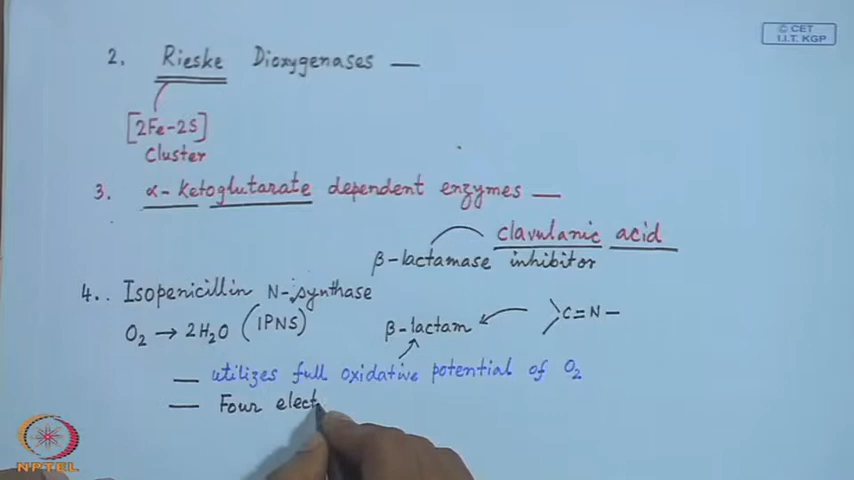 © CET
I.I.T. KGP
2. Rieske Dioxygenases —
[2Fe-2S]
Cluster
3. α-Ketoglutarate dependent enzymes —
clavulanic acid
β-lactamase inhibitor
4. Isopenicillin N-synthase
O2 → 2H2O (IPNS) β-lactam C=N—
— utilizes full oxidative potential of O2
— Four elect
NPTEL